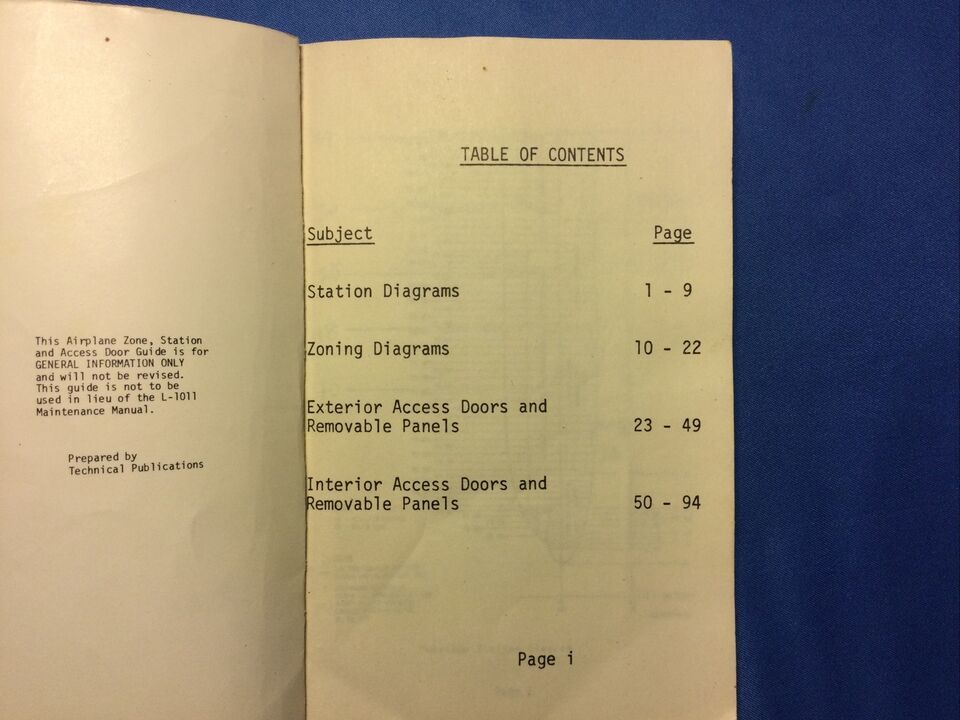 This Airplane Zone, Station
and Access Door Guide is for
GENERAL INFORMATION ONLY
and will not be revised.
This guide is not to be
used in lieu of the L-1011
Maintenance Manual.
Prepared by
Technical Publications
TABLE OF CONTENTS
Subject Page
Station Diagrams 1 - 9
Zoning Diagrams 10 - 22
Exterior Access Doors and
Removable Panels 23 - 49
Interior Access Doors and
Removable Panels 50 - 94
Page i